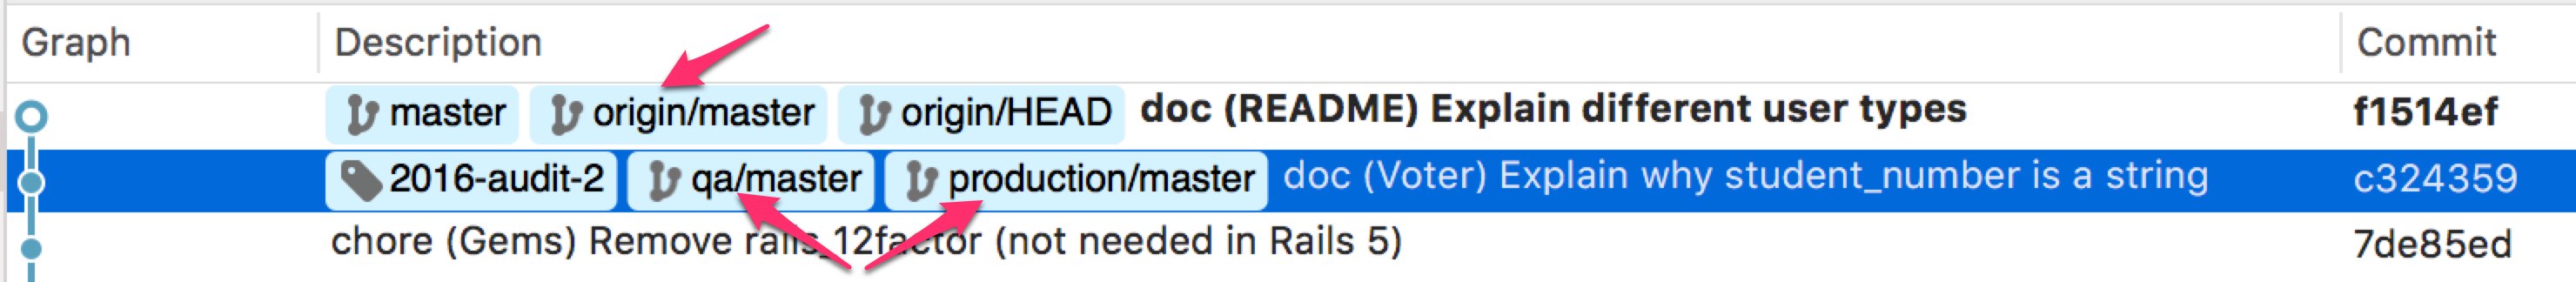 Graph Description Commit
master origin/master origin/HEAD doc (README) Explain different user types f1514ef
2016-audit-2 qa/master production/master doc (Voter) Explain why student_number is a string c324359
chore (Gems) Remove rails_12factor (not needed in Rails 5) 7de85ed